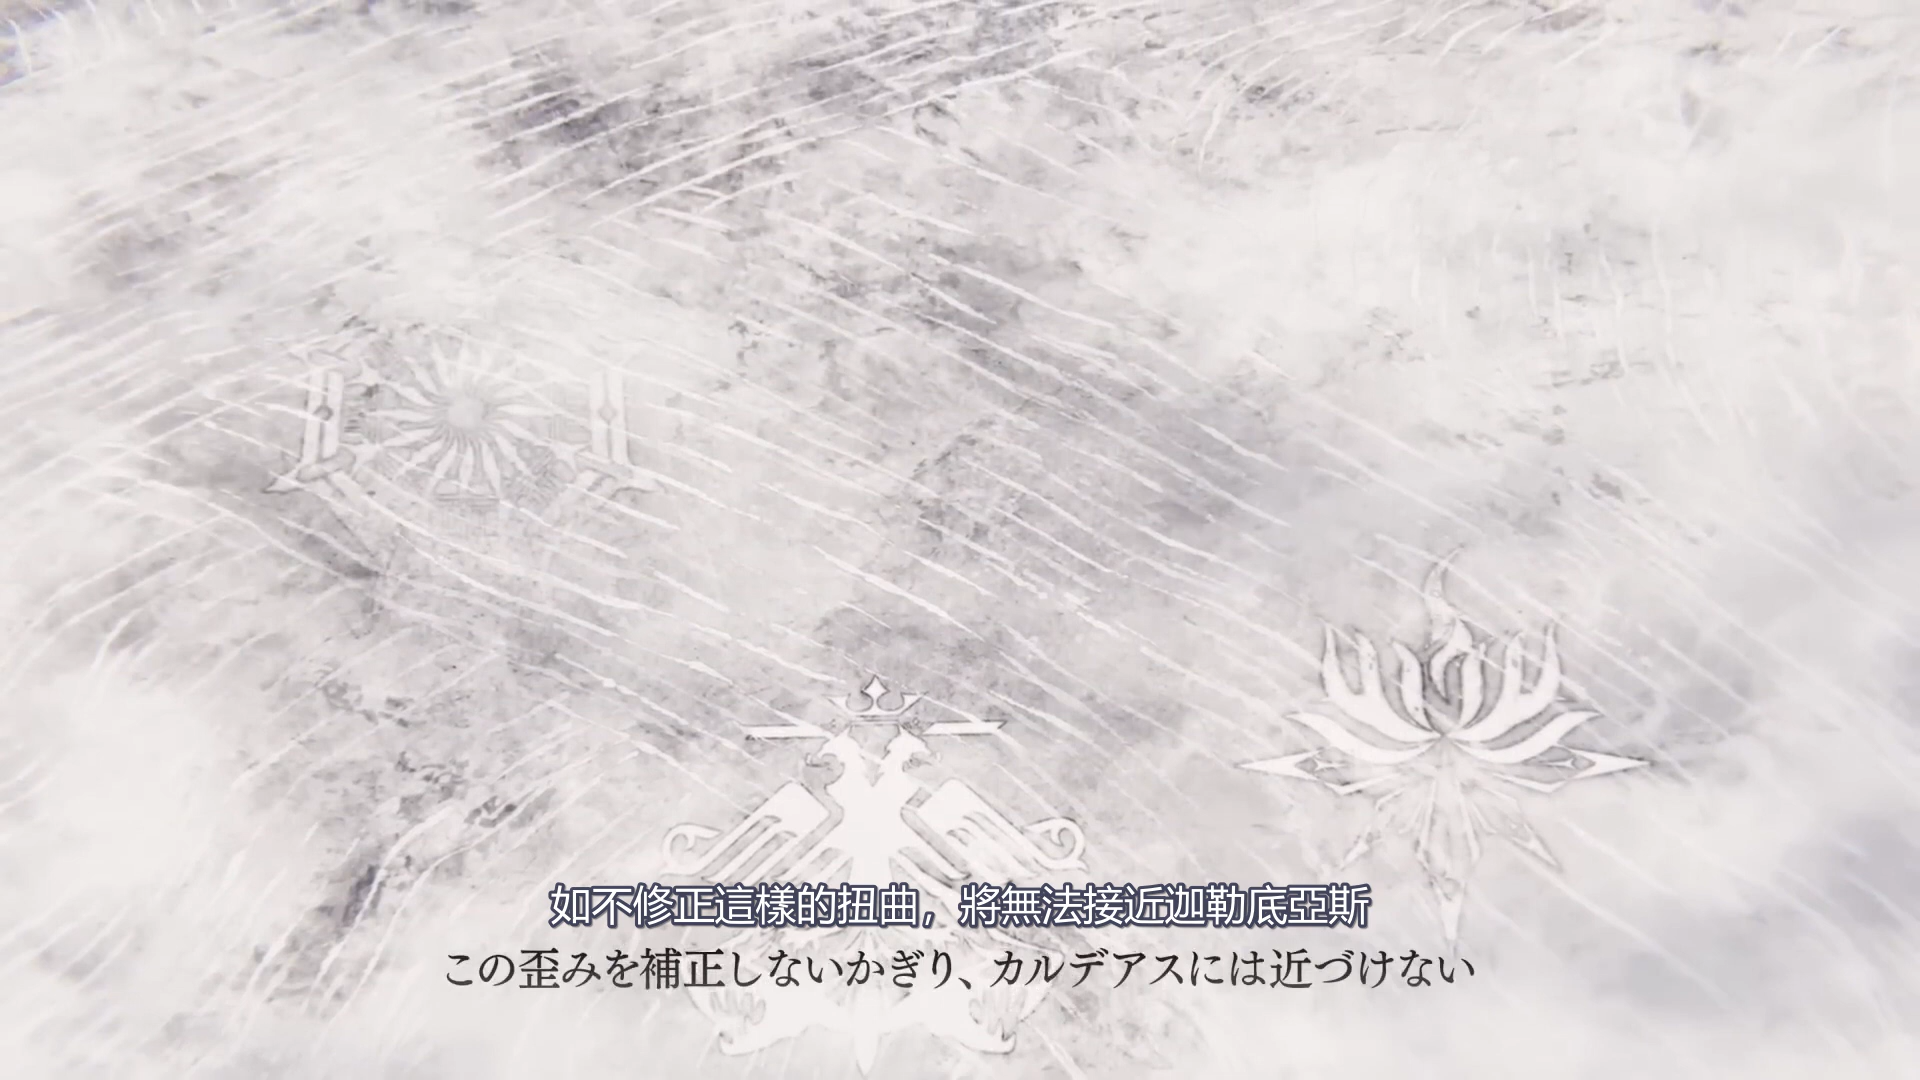 如不修正這樣的扭曲，將無法接近迦勒底亞斯
この歪みを補正しないかぎり、カルデアスには近づけない